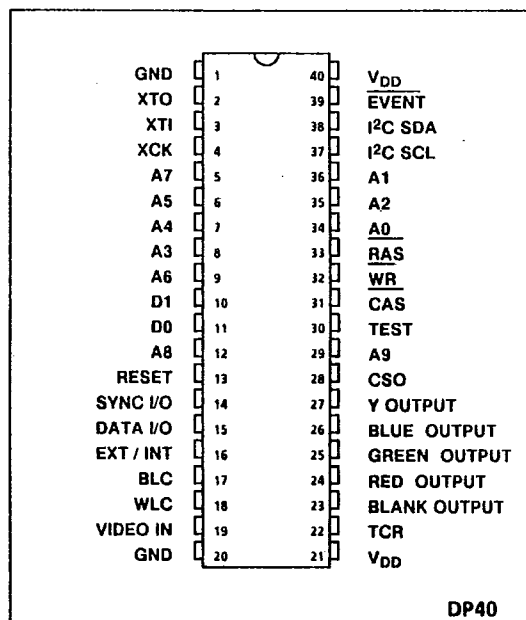 GND 1 40 VDD
XTO 2 39 EVENT
XTI 3 38 I²C SDA
XCK 4 37 I²C SCL
A7 5 36 A1
A5 6 35 A2
A4 7 34 A0
A3 8 33 RAS
A6 9 32 WR
D1 10 31 CAS
D0 11 30 TEST
A8 12 29 A9
RESET 13 28 CSO
SYNC I/O 14 27 Y OUTPUT
DATA I/O 15 26 BLUE OUTPUT
EXT / INT 16 25 GREEN OUTPUT
BLC 17 24 RED OUTPUT
WLC 18 23 BLANK OUTPUT
VIDEO IN 19 22 TCR
GND 20 21 VDD
DP40